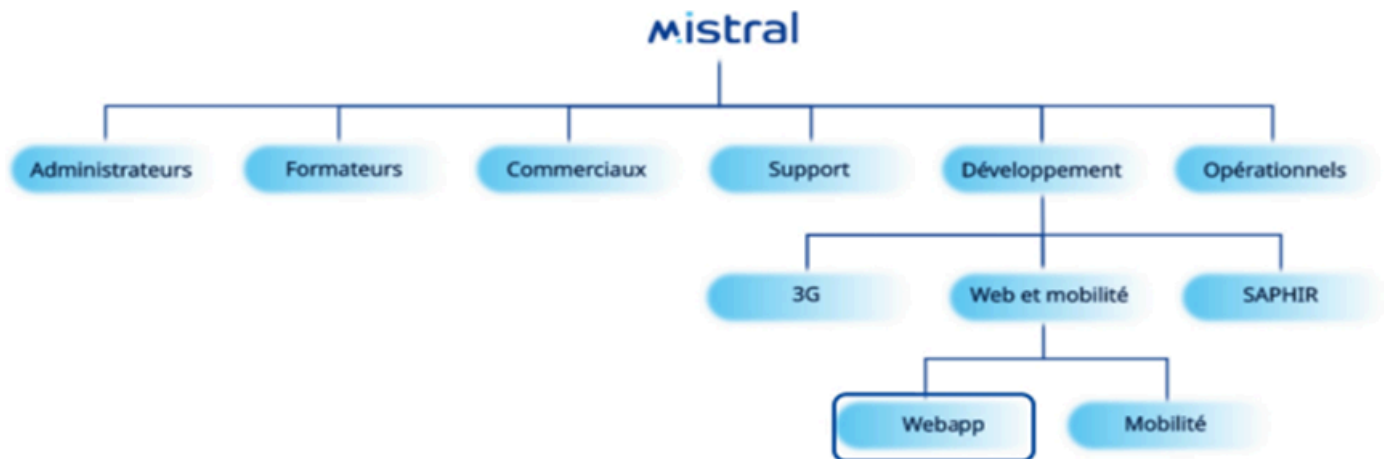 Mistral
Administrateurs
Formateurs
Commerciaux
Support
Développement
Opérationnels
3G
Web et mobilité
SAPHIR
Webapp
Mobilité